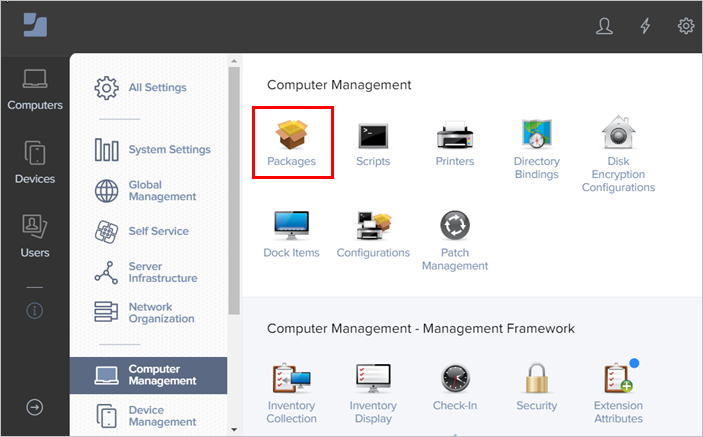 Computers
Devices
Users
All Settings
System Settings
Global
Management
Self Service
Server
Infrastructure
Network
Organization
Computer
Management
Device
Management
Computer Management
Packages
Scripts
Printers
Directory
Bindings
Disk
Encryption
Configurations
Dock Items
Configurations
Patch
Management
Computer Management - Management Framework
Inventory
Collection
Inventory
Display
Check-In
Security
Extension
Attributes